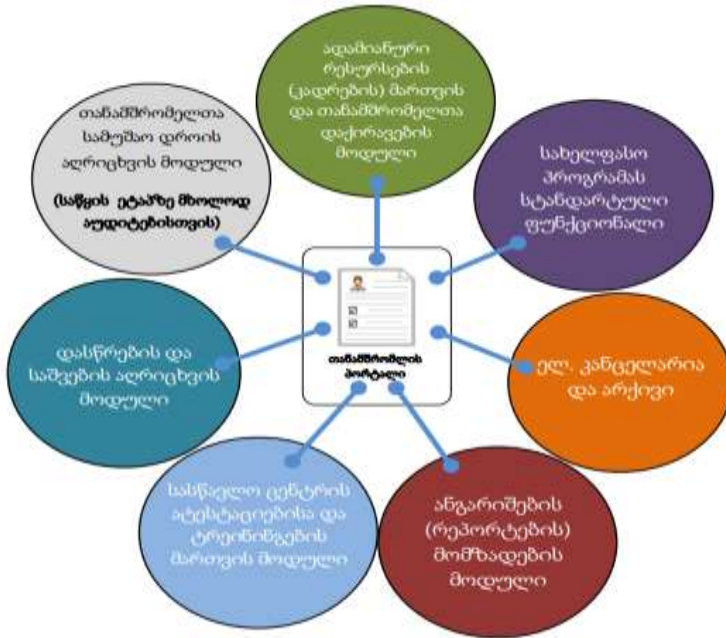 ადამიანური
რესურსების
(კადრების) მართვის
და თანამშრომელთა
დაქირავების
მოდული
თანამშრომელთა
სამუშაო დროის
აღრიცხვის მოდული
(საწყის ეტაპზე მხოლოდ
აუდიტებისთვის)
სახელფასო
პროგრამას
სტანდარტული
ფუნქციონალი
თანამშრომლის
პორტალი
დასწრების და
საშვების აღრიცხვის
მოდული
ელ. კანცელარია
და არქივი
სასწავლო ცენტრის
ატესტაციებისა და
ტრეინინგების
მართვის მოდული
ანგარიშების
(რეპორტების)
მომზადების
მოდული